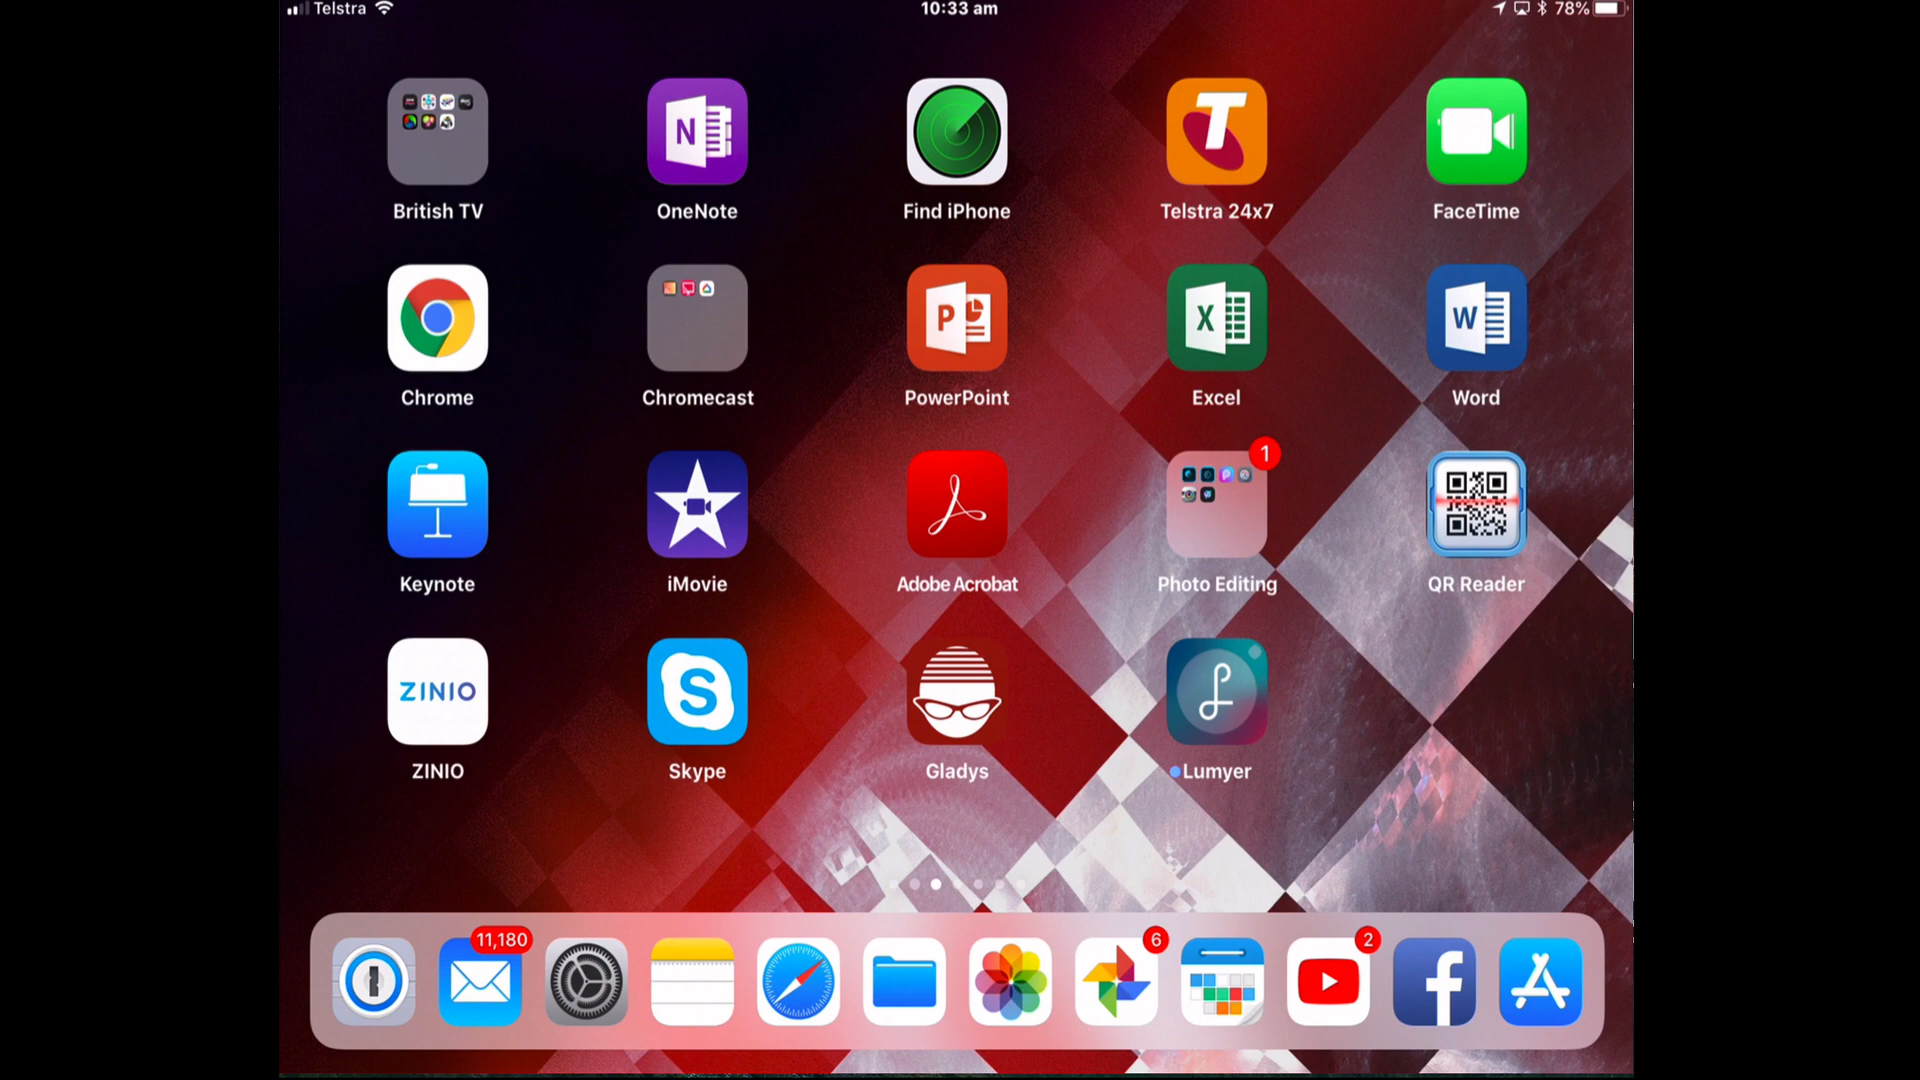 Telstra
10:33 am
78%
British TV
OneNote
Find iPhone
Telstra 24x7
FaceTime
Chrome
Chromecast
PowerPoint
Excel
Word
1
Keynote
iMovie
Adobe Acrobat
Photo Editing
QR Reader
ZINIO
ZINIO
Skype
Gladys
Lumyer
11,180
6
2